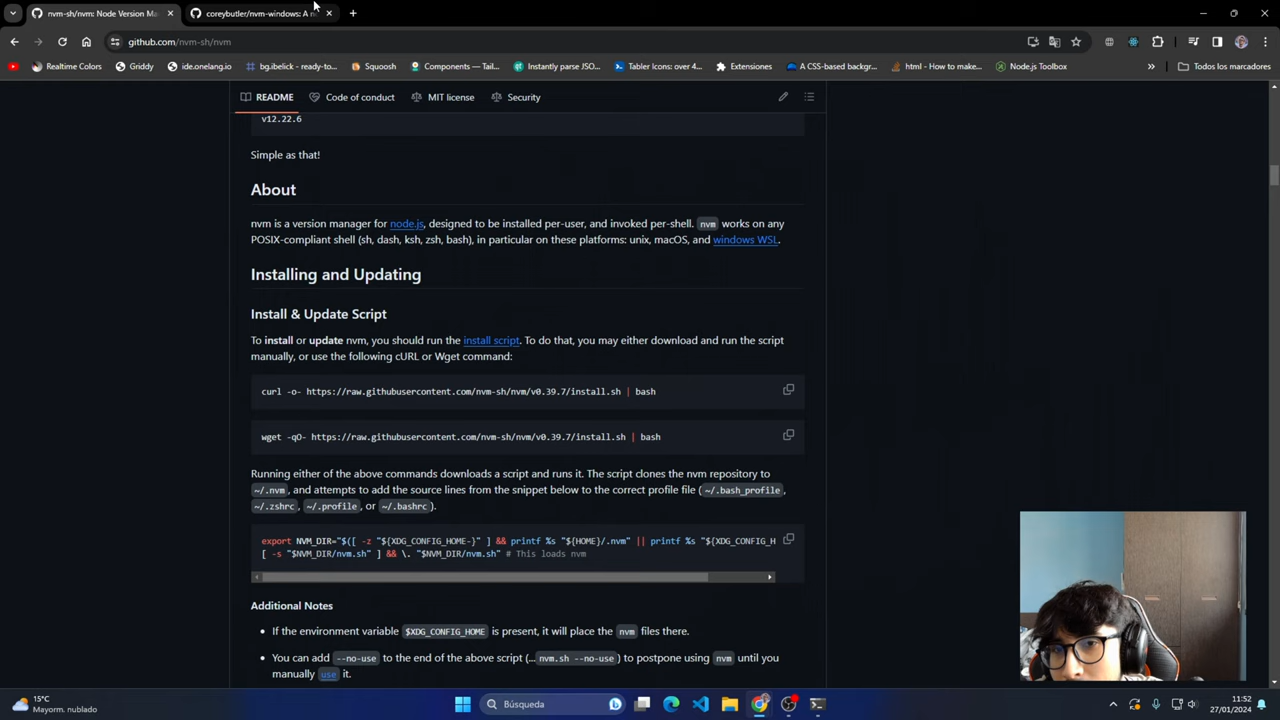 nvm-sh/nvm: Node Version Ma
coreybutler/nvm-windows: A n
github.com/nvm-sh/nvm
Realtime Colors
Griddy
ide.onelang.io
bg.ibelick - ready-to...
Squoosh
Components — Tail...
Instantly parse JSO...
Tabler Icons: over 4...
Extensions
A CSS-based backgr...
html - How to make...
Node.js Toolbox
Todos los marcadores
README
Code of conduct
MIT license
Security
v12.22.6
Simple as that!
About
nvm is a version manager for node.js, designed to be installed per-user, and invoked per-shell. nvm works on any
POSIX-compliant shell (sh, dash, ksh, zsh, bash), in particular on these platforms: unix, macOS, and windows WSL.
Installing and Updating
Install & Update Script
To install or update nvm, you should run the install script. To do that, you may either download and run the script
manually, or use the following cURL or Wget command:
curl -o- https://raw.githubusercontent.com/nvm-sh/nvm/v0.39.7/install.sh | bash
wget -qO- https://raw.githubusercontent.com/nvm-sh/nvm/v0.39.7/install.sh | bash
Running either of the above commands downloads a script and runs it. The script clones the nvm repository to
~/.nvm, and attempts to add the source lines from the snippet below to the correct profile file (~/.bash_profile,
~/.zshrc, ~/.profile, or ~/.bashrc).
export NVM_DIR="$([ -z "${XDG_CONFIG_HOME-}" ] && printf %s "${HOME}/.nvm" || printf %s "${XDG_CONFIG_H
[ -s "$NVM_DIR/nvm.sh" ] && \. "$NVM_DIR/nvm.sh" # This loads nvm
Additional Notes
• If the environment variable $XDG_CONFIG_HOME is present, it will place the nvm files there.
• You can add --no-use to the end of the above script (... nvm.sh --no-use) to postpone using nvm until you
manually use it.
15°C
Mayorm. nublado
Búsqueda
11:52
27/01/2024